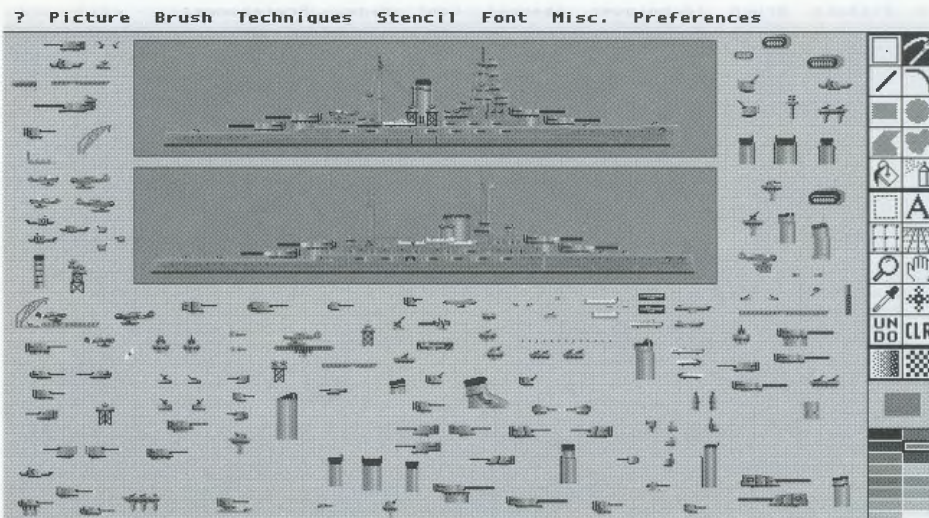 ? Picture Brush Techniques Stencil Font Misc. Preferences
A
UN
DO
CLR